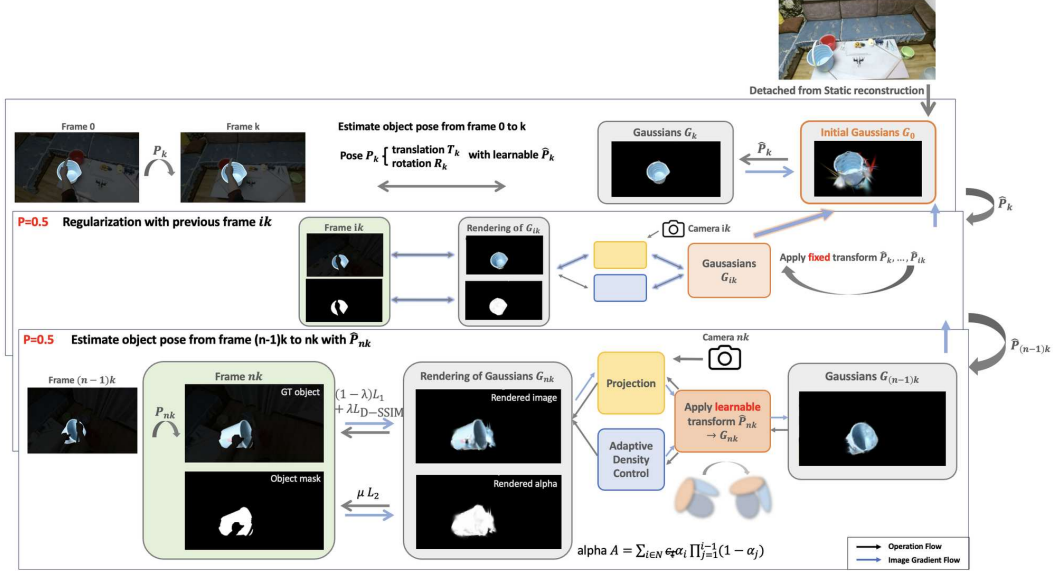 Detached from Static reconstruction
Frame 0
Frame k
P_k
Estimate object pose from frame 0 to k
Pose P_k { translation T_k
rotation R_k
with learnable P̂_k
Gaussians G_k
P̂_k
Initial Gaussians G_0
P̂_k
P=0.5 Regularization with previous frame ik
Frame ik
Rendering of G_ik
Camera ik
Gausasians
G_ik
Apply fixed transform P̂_k, ..., P̂_ik
P=0.5 Estimate object pose from frame (n-1)k to nk with P̂_nk
P̂_(n−1)k
Frame (n − 1)k
P_nk
Frame nk
GT object
Object mask
(1 − λ)L_1
+ λL_D−SSIM
μ L_2
Rendering of Gaussians G_nk
Rendered image
Rendered alpha
Projection
Adaptive
Density
Control
Camera nk
Apply learnable
transform P̂_nk
→ G_nk
Gaussians G_(n−1)k
alpha A = ∑_{i∈N} c̶_i̶ α_i ∏_{j=1}^{i−1}(1 − α_j)
Operation Flow
Image Gradient Flow